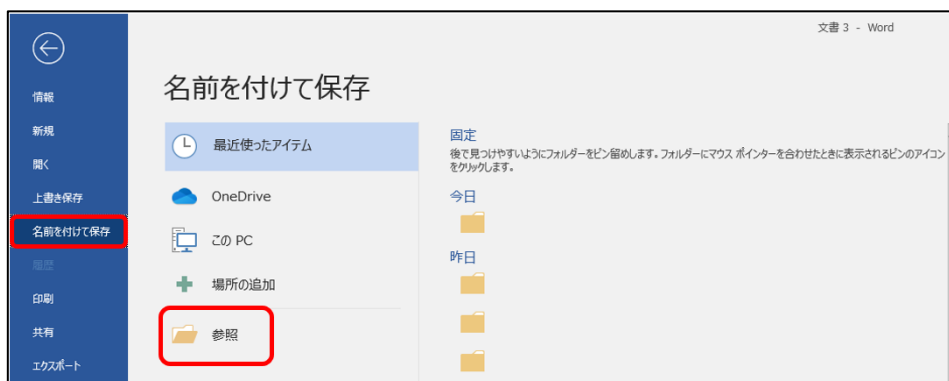 文書 3 - Word
名前を付けて保存
情報
新規
開く
上書き保存
名前を付けて保存
履歴
印刷
共有
エクスポート
最近使ったアイテム
OneDrive
この PC
場所の追加
参照
固定
後で見つけやすいようにフォルダーをピン留めします。フォルダーにマウス ポインターを合わせたときに表示されるピンのアイコン
をクリックします。
今日
昨日